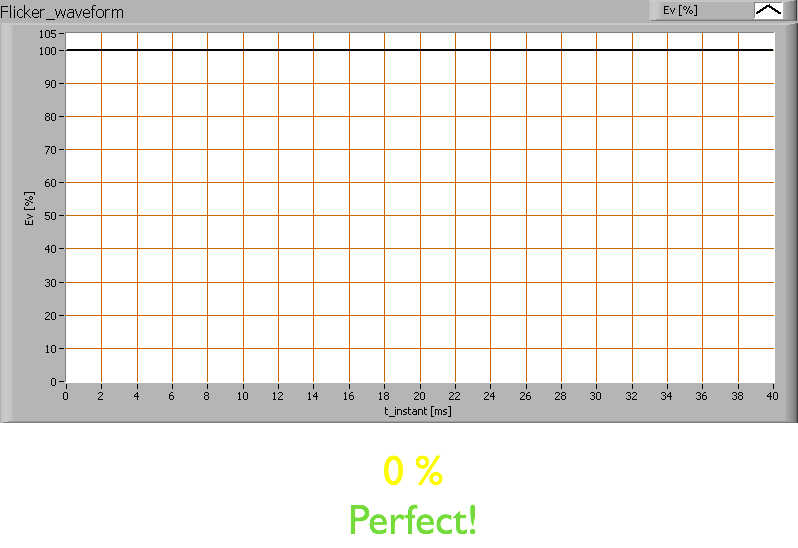 Flicker_waveform
Ev [%]
105
100
90
80
70
60
50
40
30
20
10
0
Ev [%]
0 2 4 6 8 10 12 14 16 18 20 22 24 26 28 30 32 34 36 38 40
t_instant [ms]
0 %
Perfect!